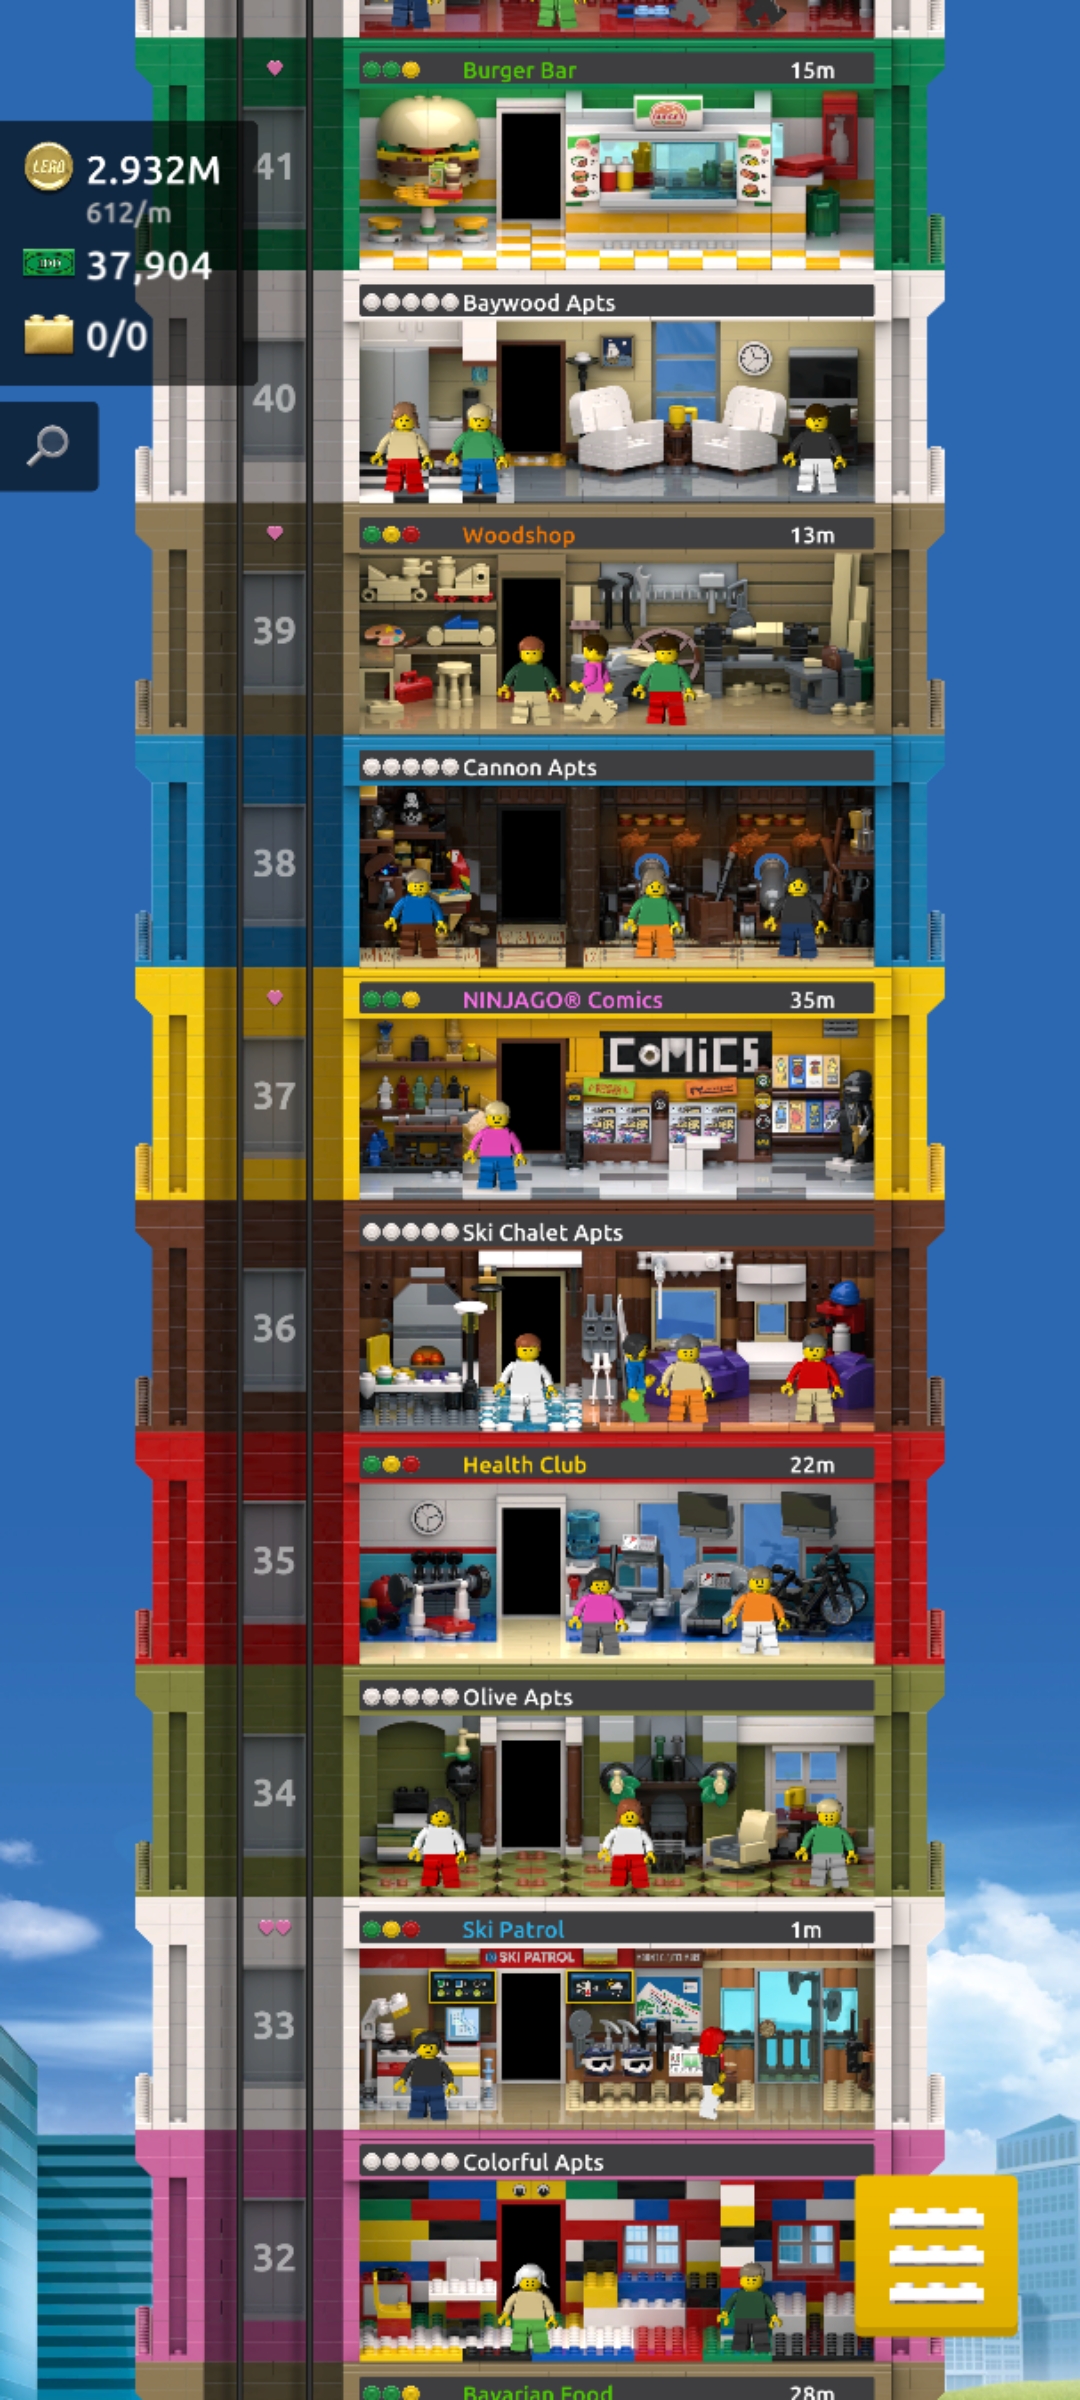 Burger Bar 15m
41
LEGO 2.932M
612/m
37,904
0/0
Baywood Apts
40
Woodshop 13m
39
Cannon Apts
38
NINJAGO® Comics 35m
COMiCS
37
Ski Chalet Apts
36
Health Club 22m
35
Olive Apts
34
Ski Patrol 1m
SKI PATROL
33
Colorful Apts
32
Bavarian Food 28m